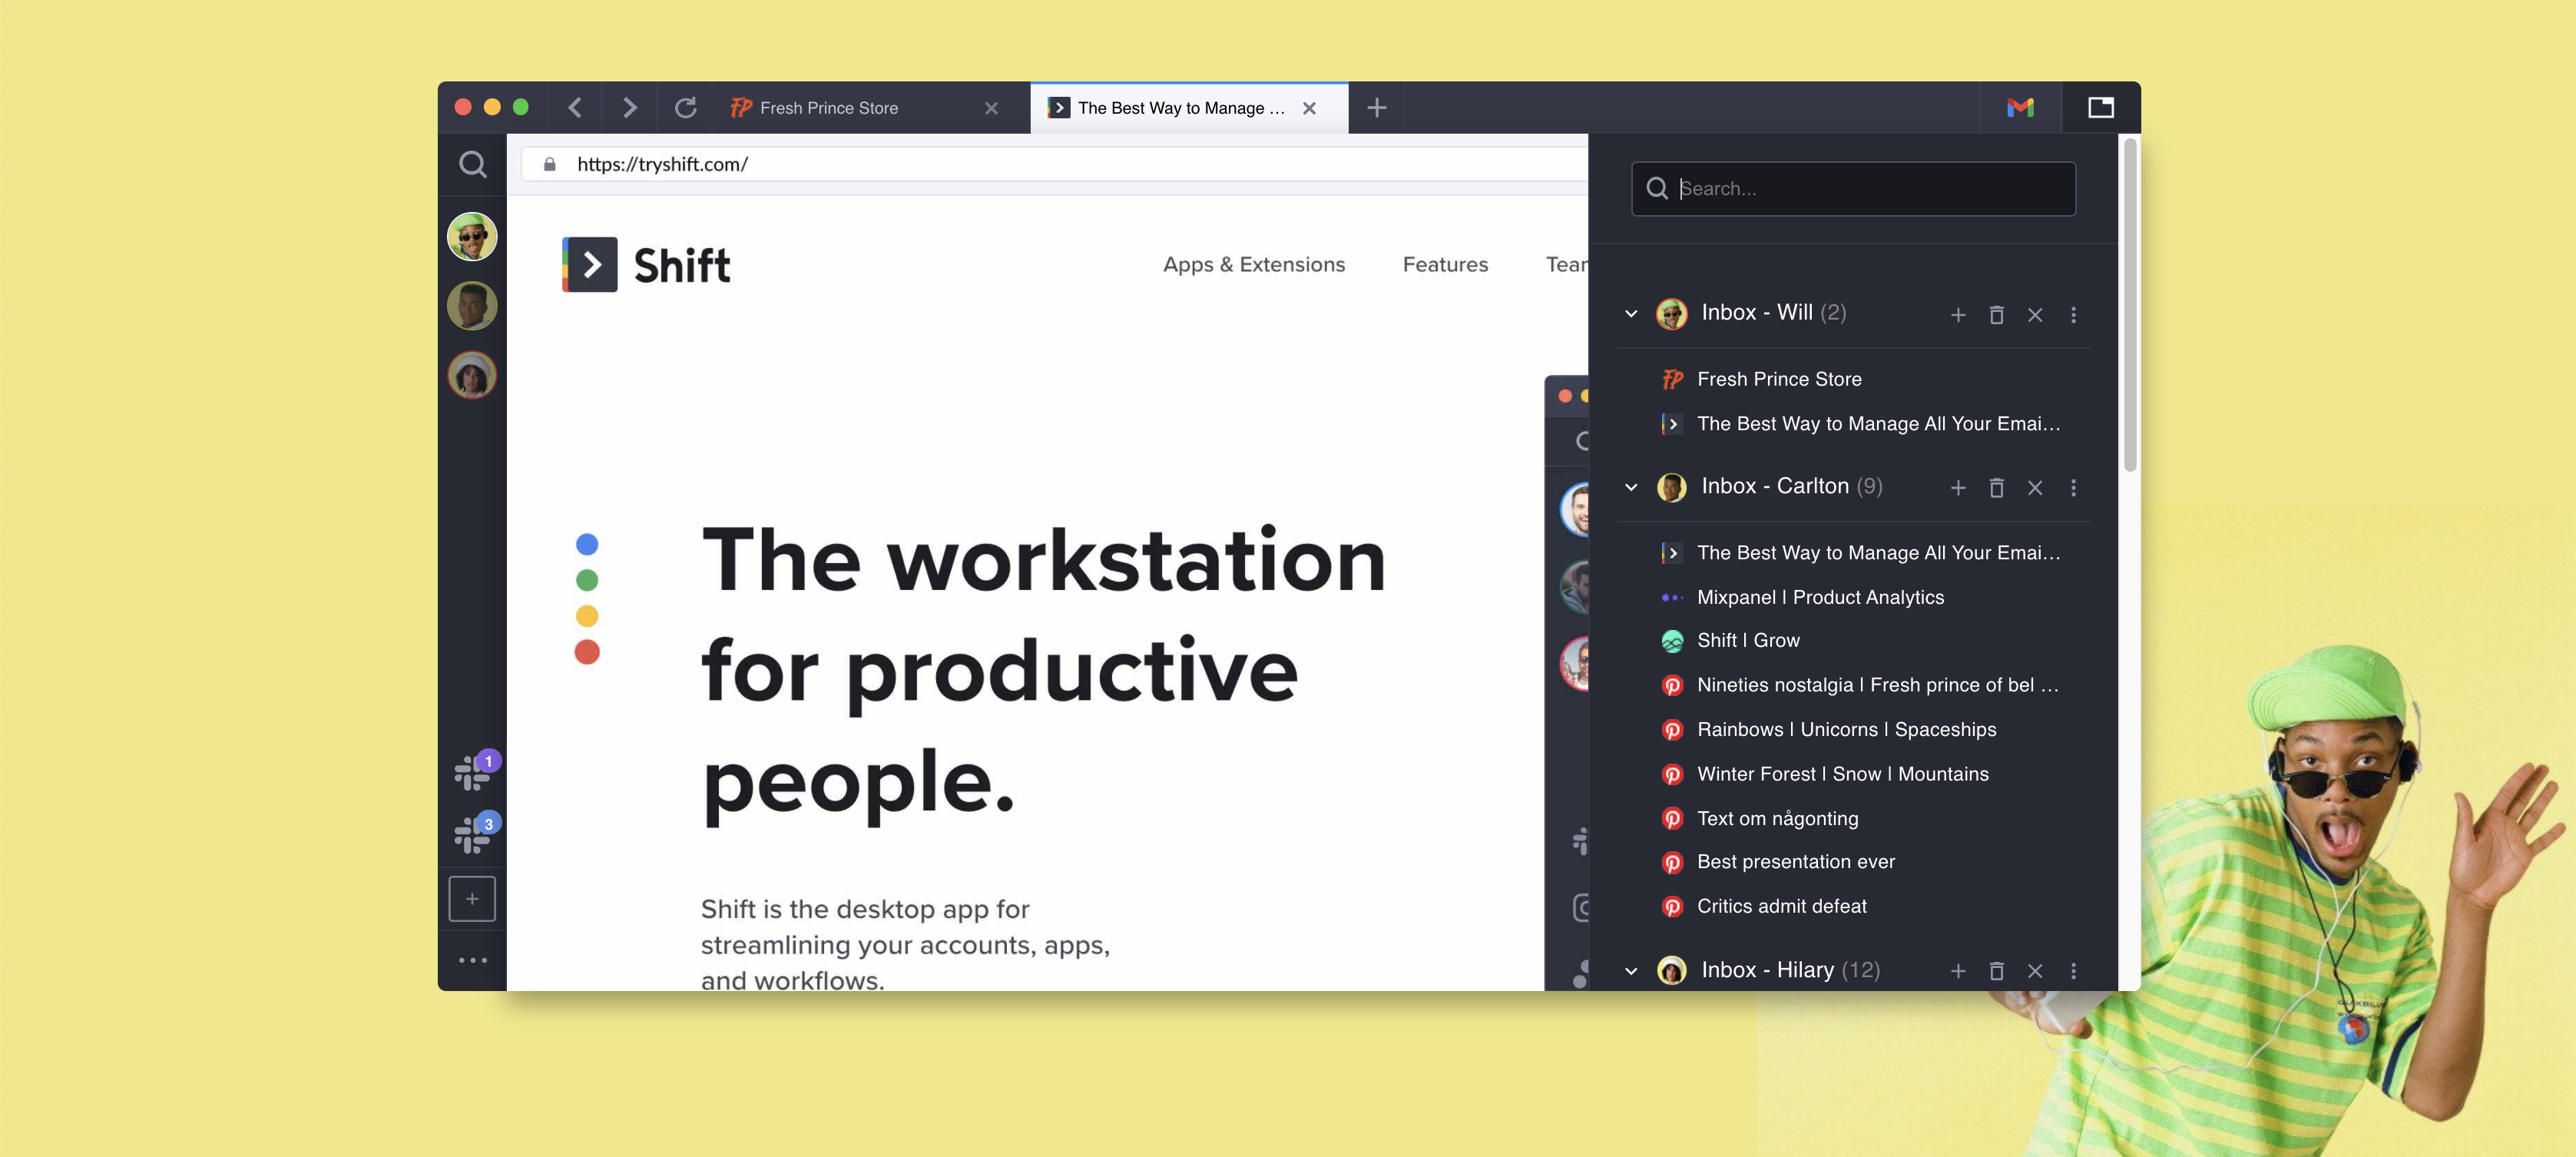 Fresh Prince Store
The Best Way to Manage ...
https://tryshift.com/
Search...
Shift
Apps & Extensions
Features
Inbox - Will (2)
Fresh Prince Store
The Best Way to Manage All Your Emai...
Inbox - Carlton (9)
The Best Way to Manage All Your Emai...
Mixpanel | Product Analytics
Shift | Grow
Nineties nostalgia | Fresh prince of bel ...
Rainbows | Unicorns | Spaceships
Winter Forest | Snow | Mountains
Text om någonting
Best presentation ever
Critics admit defeat
Inbox - Hilary (12)
The workstation
for productive
people.
Shift is the desktop app for
streamlining your accounts, apps,
and workflows.
1
3